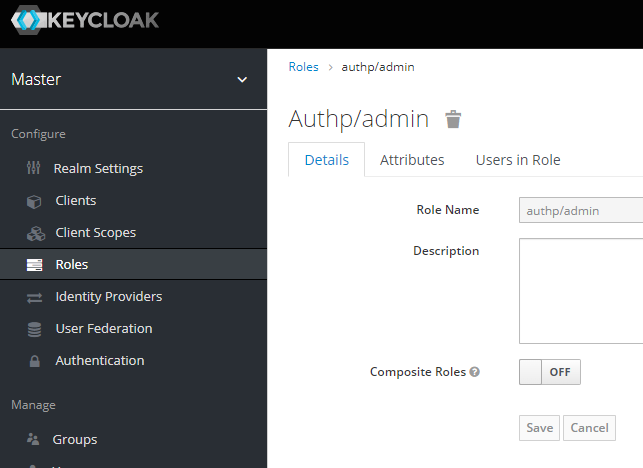 KEYCLOAK
Master
Configure
Realm Settings
Clients
Client Scopes
Roles
Identity Providers
User Federation
Authentication
Manage
Groups
Roles > authp/admin
Authp/admin
Details Attributes Users in Role
Role Name authp/admin
Description
Composite Roles ? OFF
Save Cancel